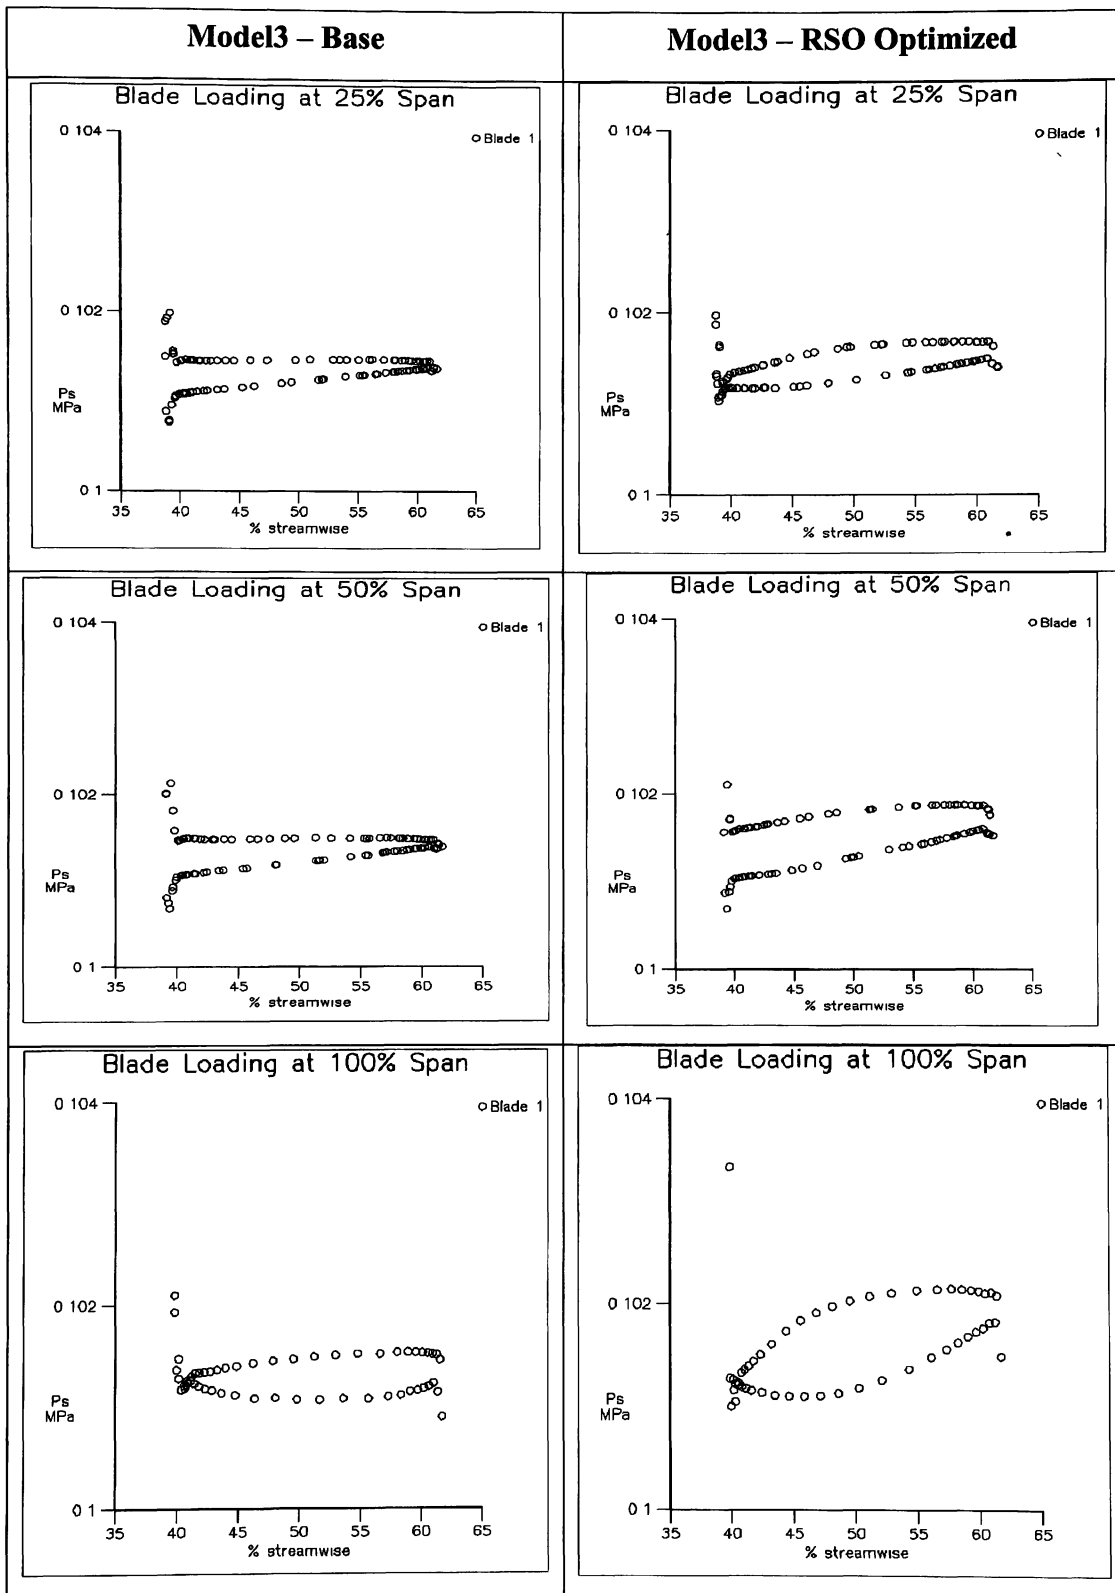 Model3 – Base
Model3 – RSO Optimized
Blade Loading at 25% Span
0 104
Blade 1
0 102
Ps
MPa
0 1
35 40 45 50 55 60 65
% streamwise
Blade Loading at 25% Span
0 104
Blade 1
0 102
Ps
MPa
0 1
35 40 45 50 55 60 65
% streamwise
Blade Loading at 50% Span
0 104
Blade 1
0 102
Ps
MPa
0 1
35 40 45 50 55 60 65
% streamwise
Blade Loading at 50% Span
0 104
Blade 1
0 102
Ps
MPa
0 1
35 40 45 50 55 60 65
% streamwise
Blade Loading at 100% Span
0 104
Blade 1
0 102
Ps
MPa
0 1
35 40 45 50 55 60 65
% streamwise
Blade Loading at 100% Span
0 104
Blade 1
0 102
Ps
MPa
0 1
35 40 45 50 55 60 65
% streamwise